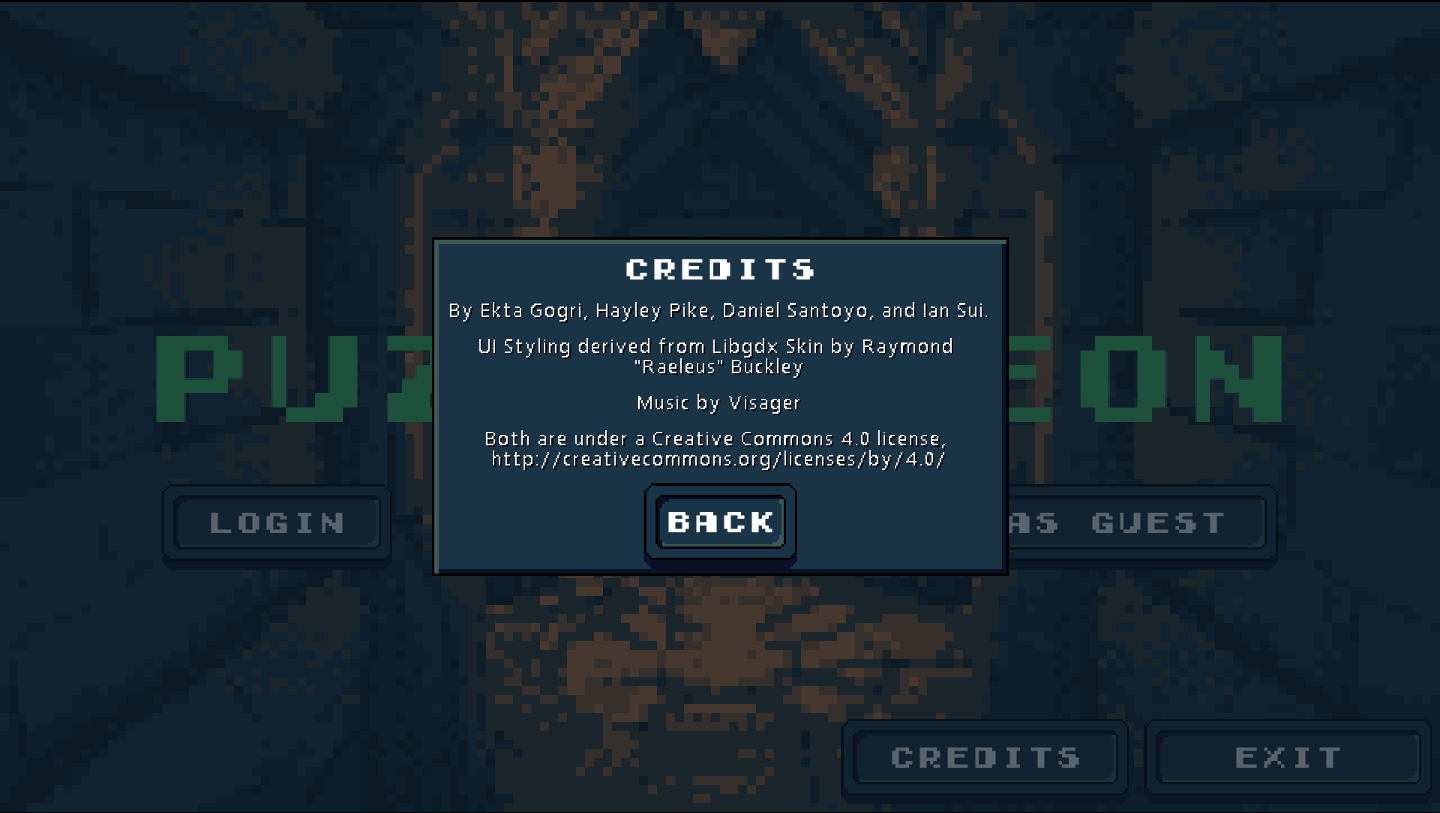 CREDITS
By Ekta Gogri, Hayley Pike, Daniel Santoyo, and Ian Sui.
UI Styling derived from Libgdx Skin by Raymond
"Raeleus" Buckley
Music by Visager
Both are under a Creative Commons 4.0 license,
http://creativecommons.org/licenses/by/4.0/
BACK
LOGIN
AS GUEST
CREDITS
EXIT